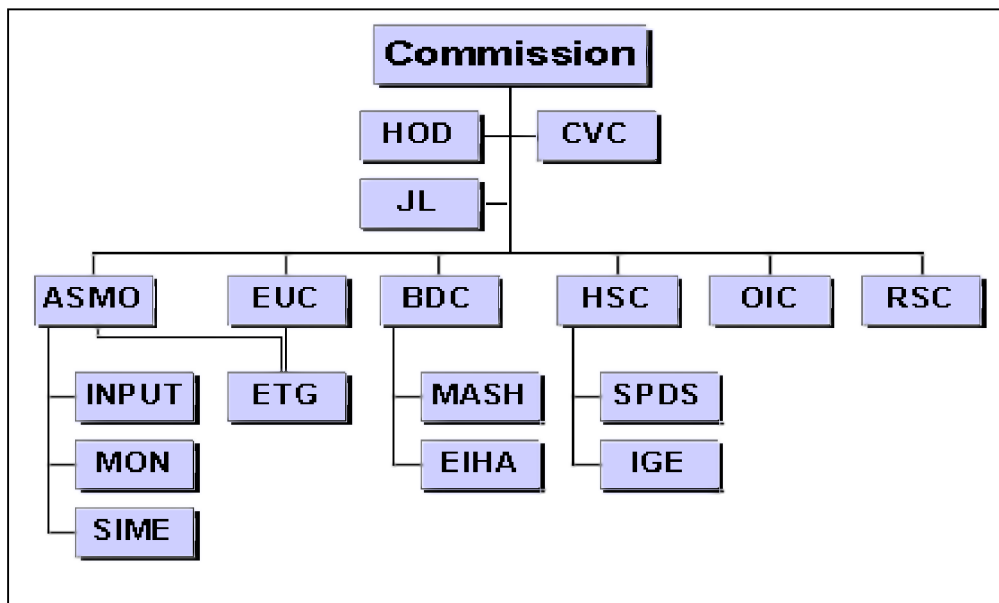 Commission
HOD
CVC
JL
ASMO
EUC
BDC
HSC
OIC
RSC
INPUT
ETG
MASH
SPDS
MON
EIHA
IGE
SIME